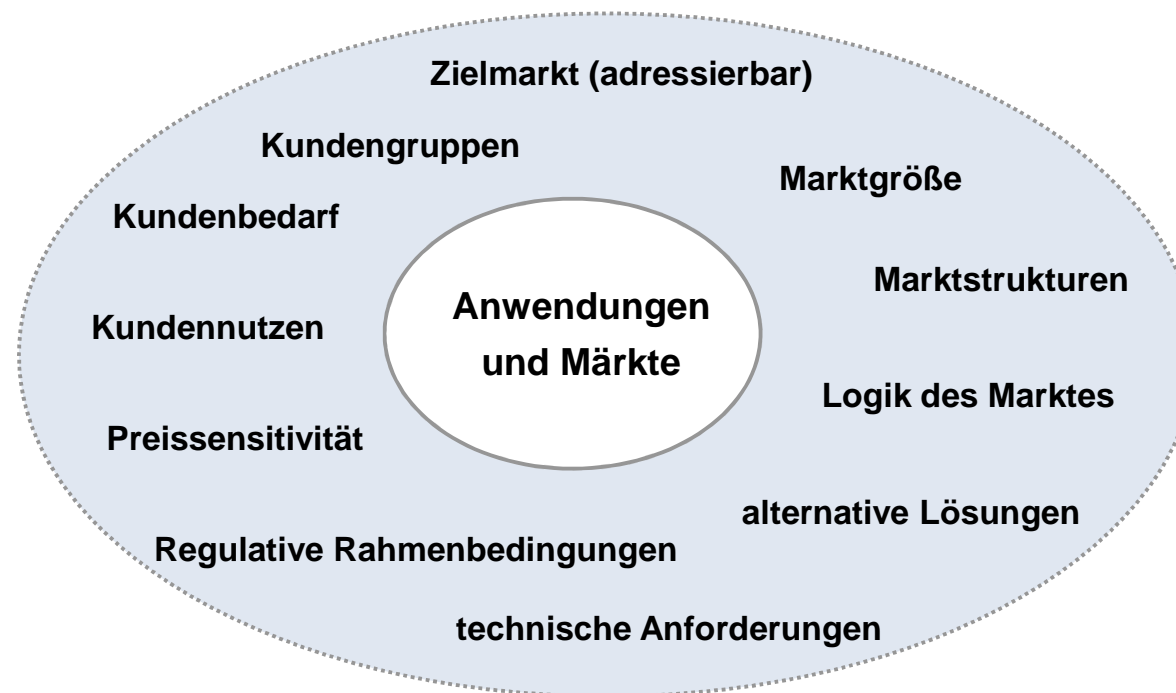 Zielmarkt (adressierbar)
Kundengruppen
Marktgröße
Kundenbedarf
Marktstrukturen
Anwendungen
und Märkte
Kundennutzen
Logik des Marktes
Preissensitivität
alternative Lösungen
Regulative Rahmenbedingungen
technische Anforderungen